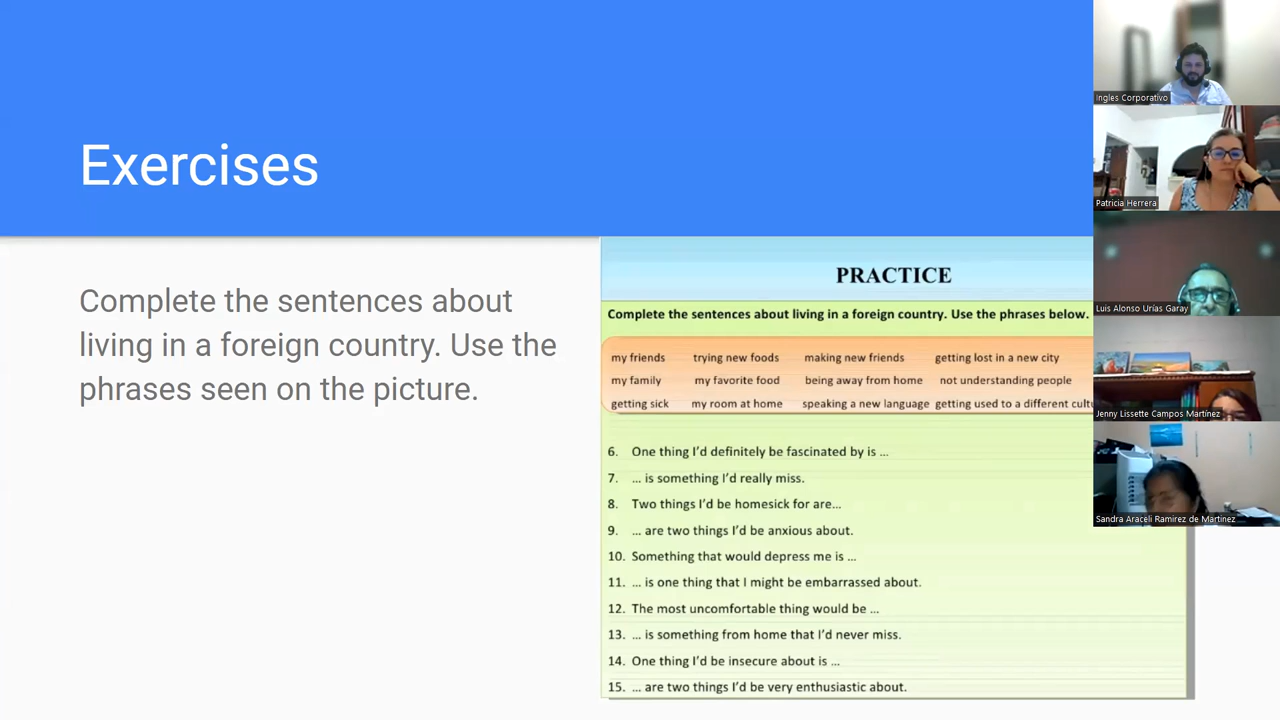 Exercises
Complete the sentences about
living in a foreign country. Use the
phrases seen on the picture.
PRACTICE
Complete the sentences about living in a foreign country. Use the phrases below.
my friends trying new foods making new friends getting lost in a new city
my family my favorite food being away from home not understanding people
getting sick my room at home speaking a new language getting used to a different
6. One thing I'd definitely be fascinated by is ...
7. ... is something I'd really miss.
8. Two things I'd be homesick for are...
9. ... are two things I'd be anxious about.
10. Something that would depress me is ...
11. ... is one thing that I might be embarrassed about.
12. The most uncomfortable thing would be ...
13. ... is something from home that I'd never miss.
14. One thing I'd be insecure about is ...
15. ... are two things I'd be very enthusiastic about.
Ingles Corporativo
Patricia Herrera
Luis Alonso Urías Garay
Jenny Lissette Campos Martínez
Sandra Araceli Ramirez de Martinez